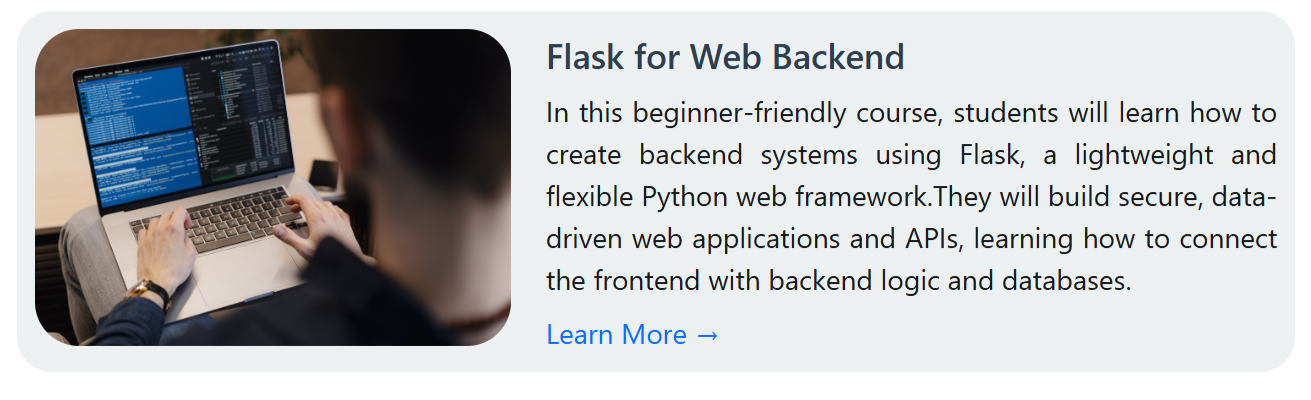 Flask for Web Backend
In this beginner-friendly course, students will learn how to
create backend systems using Flask, a lightweight and
flexible Python web framework.They will build secure, data-
driven web applications and APIs, learning how to connect
the frontend with backend logic and databases.
Learn More →